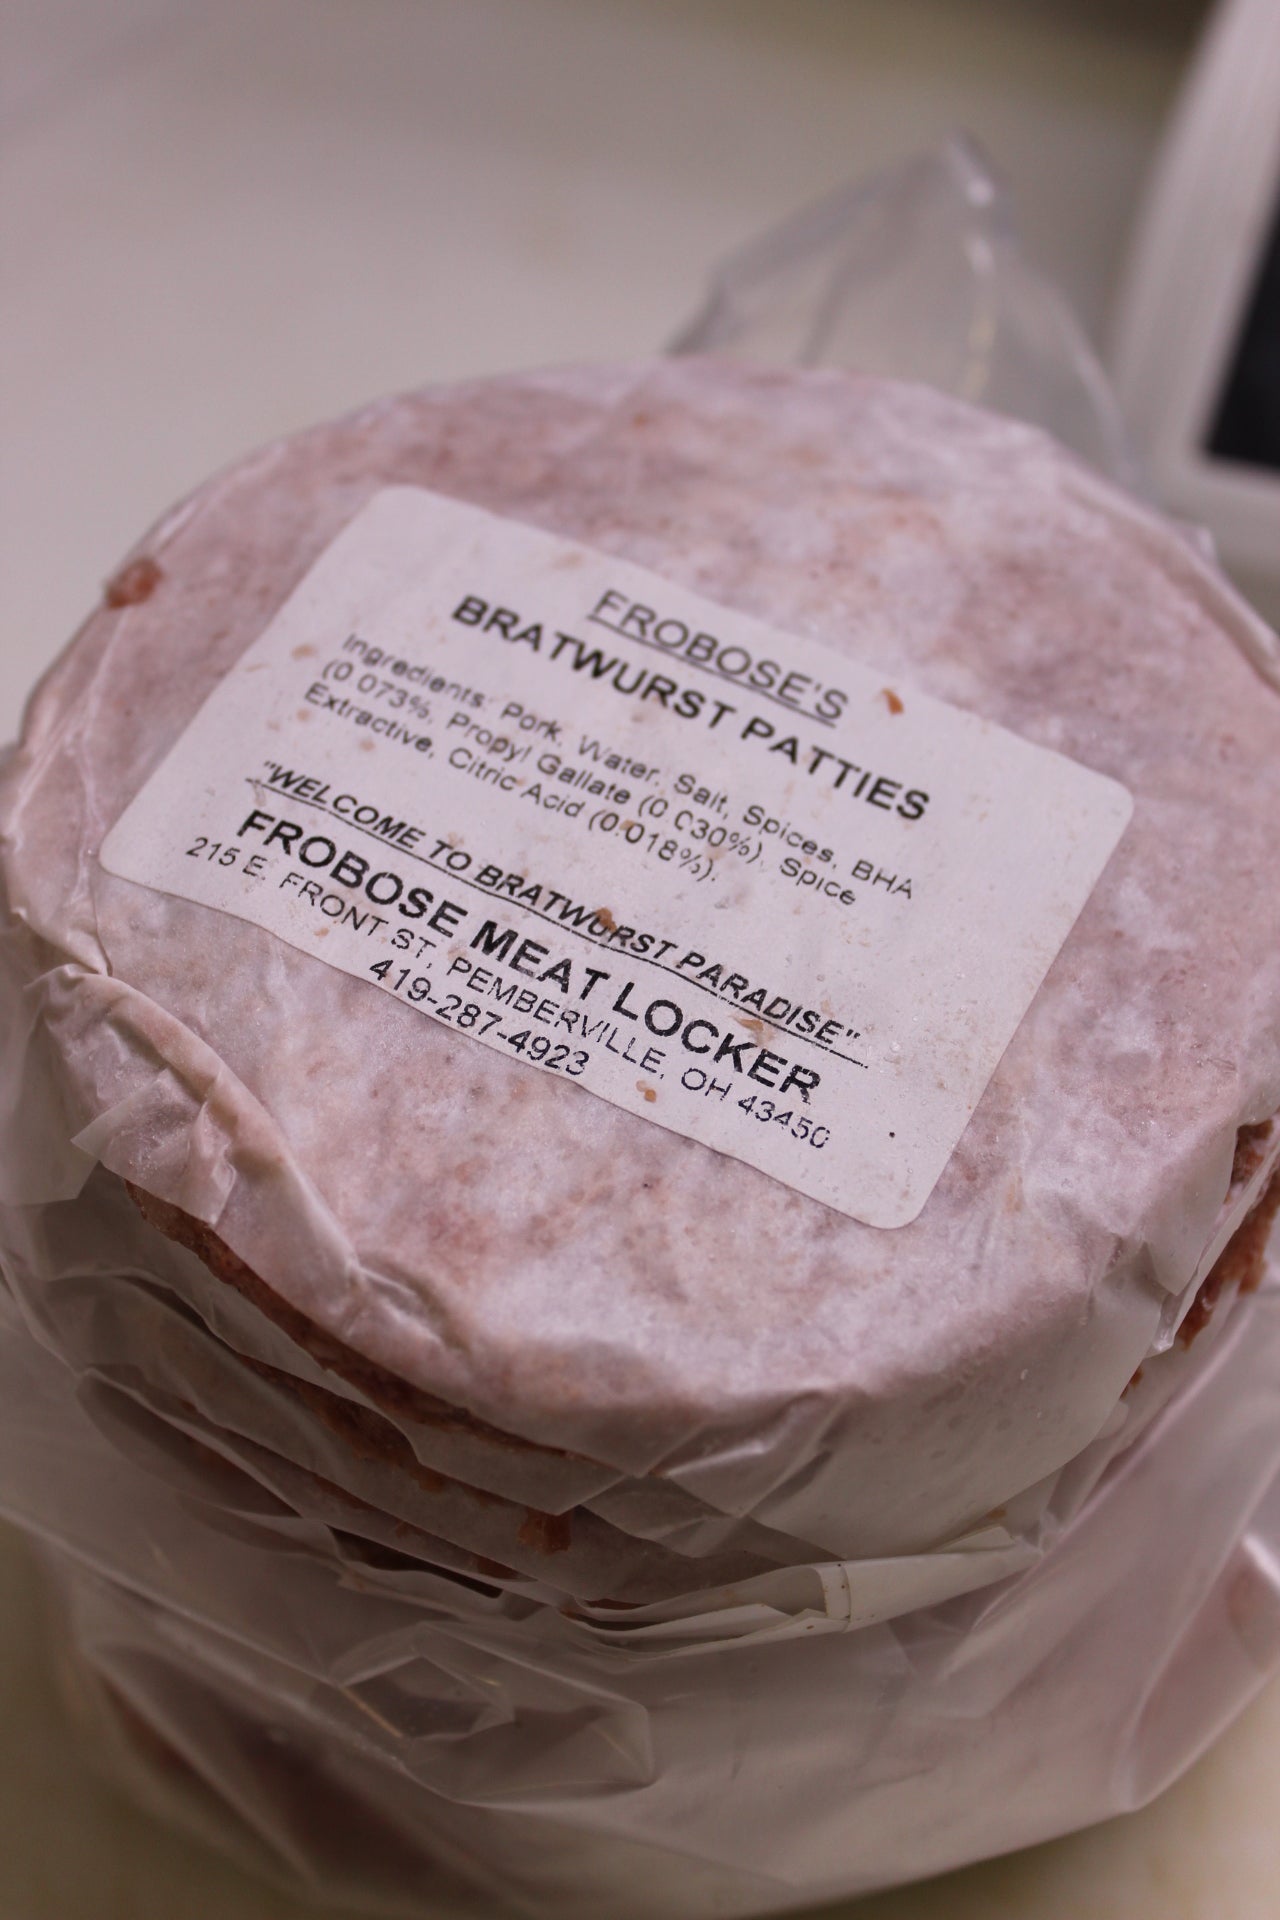 FROBOSE'S
BRATWURST PATTIES
Ingredients: Pork, Water, Salt, Spices, BHA
(0.073%, Propyl Gallate (0.030%), Spice
Extractive, Citric Acid (0.018%).
"WELCOME TO BRATWURST PARADISE"
FROBOSE MEAT LOCKER
215 E. FRONT ST, PEMBERVILLE, OH 43450
419-287-4923